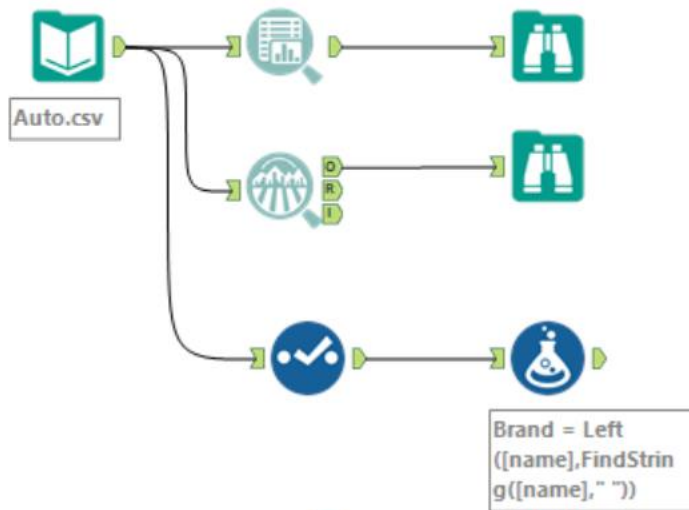 Auto.csv
O
R
I
Brand = Left
([name],FindStrin
g([name]," "))